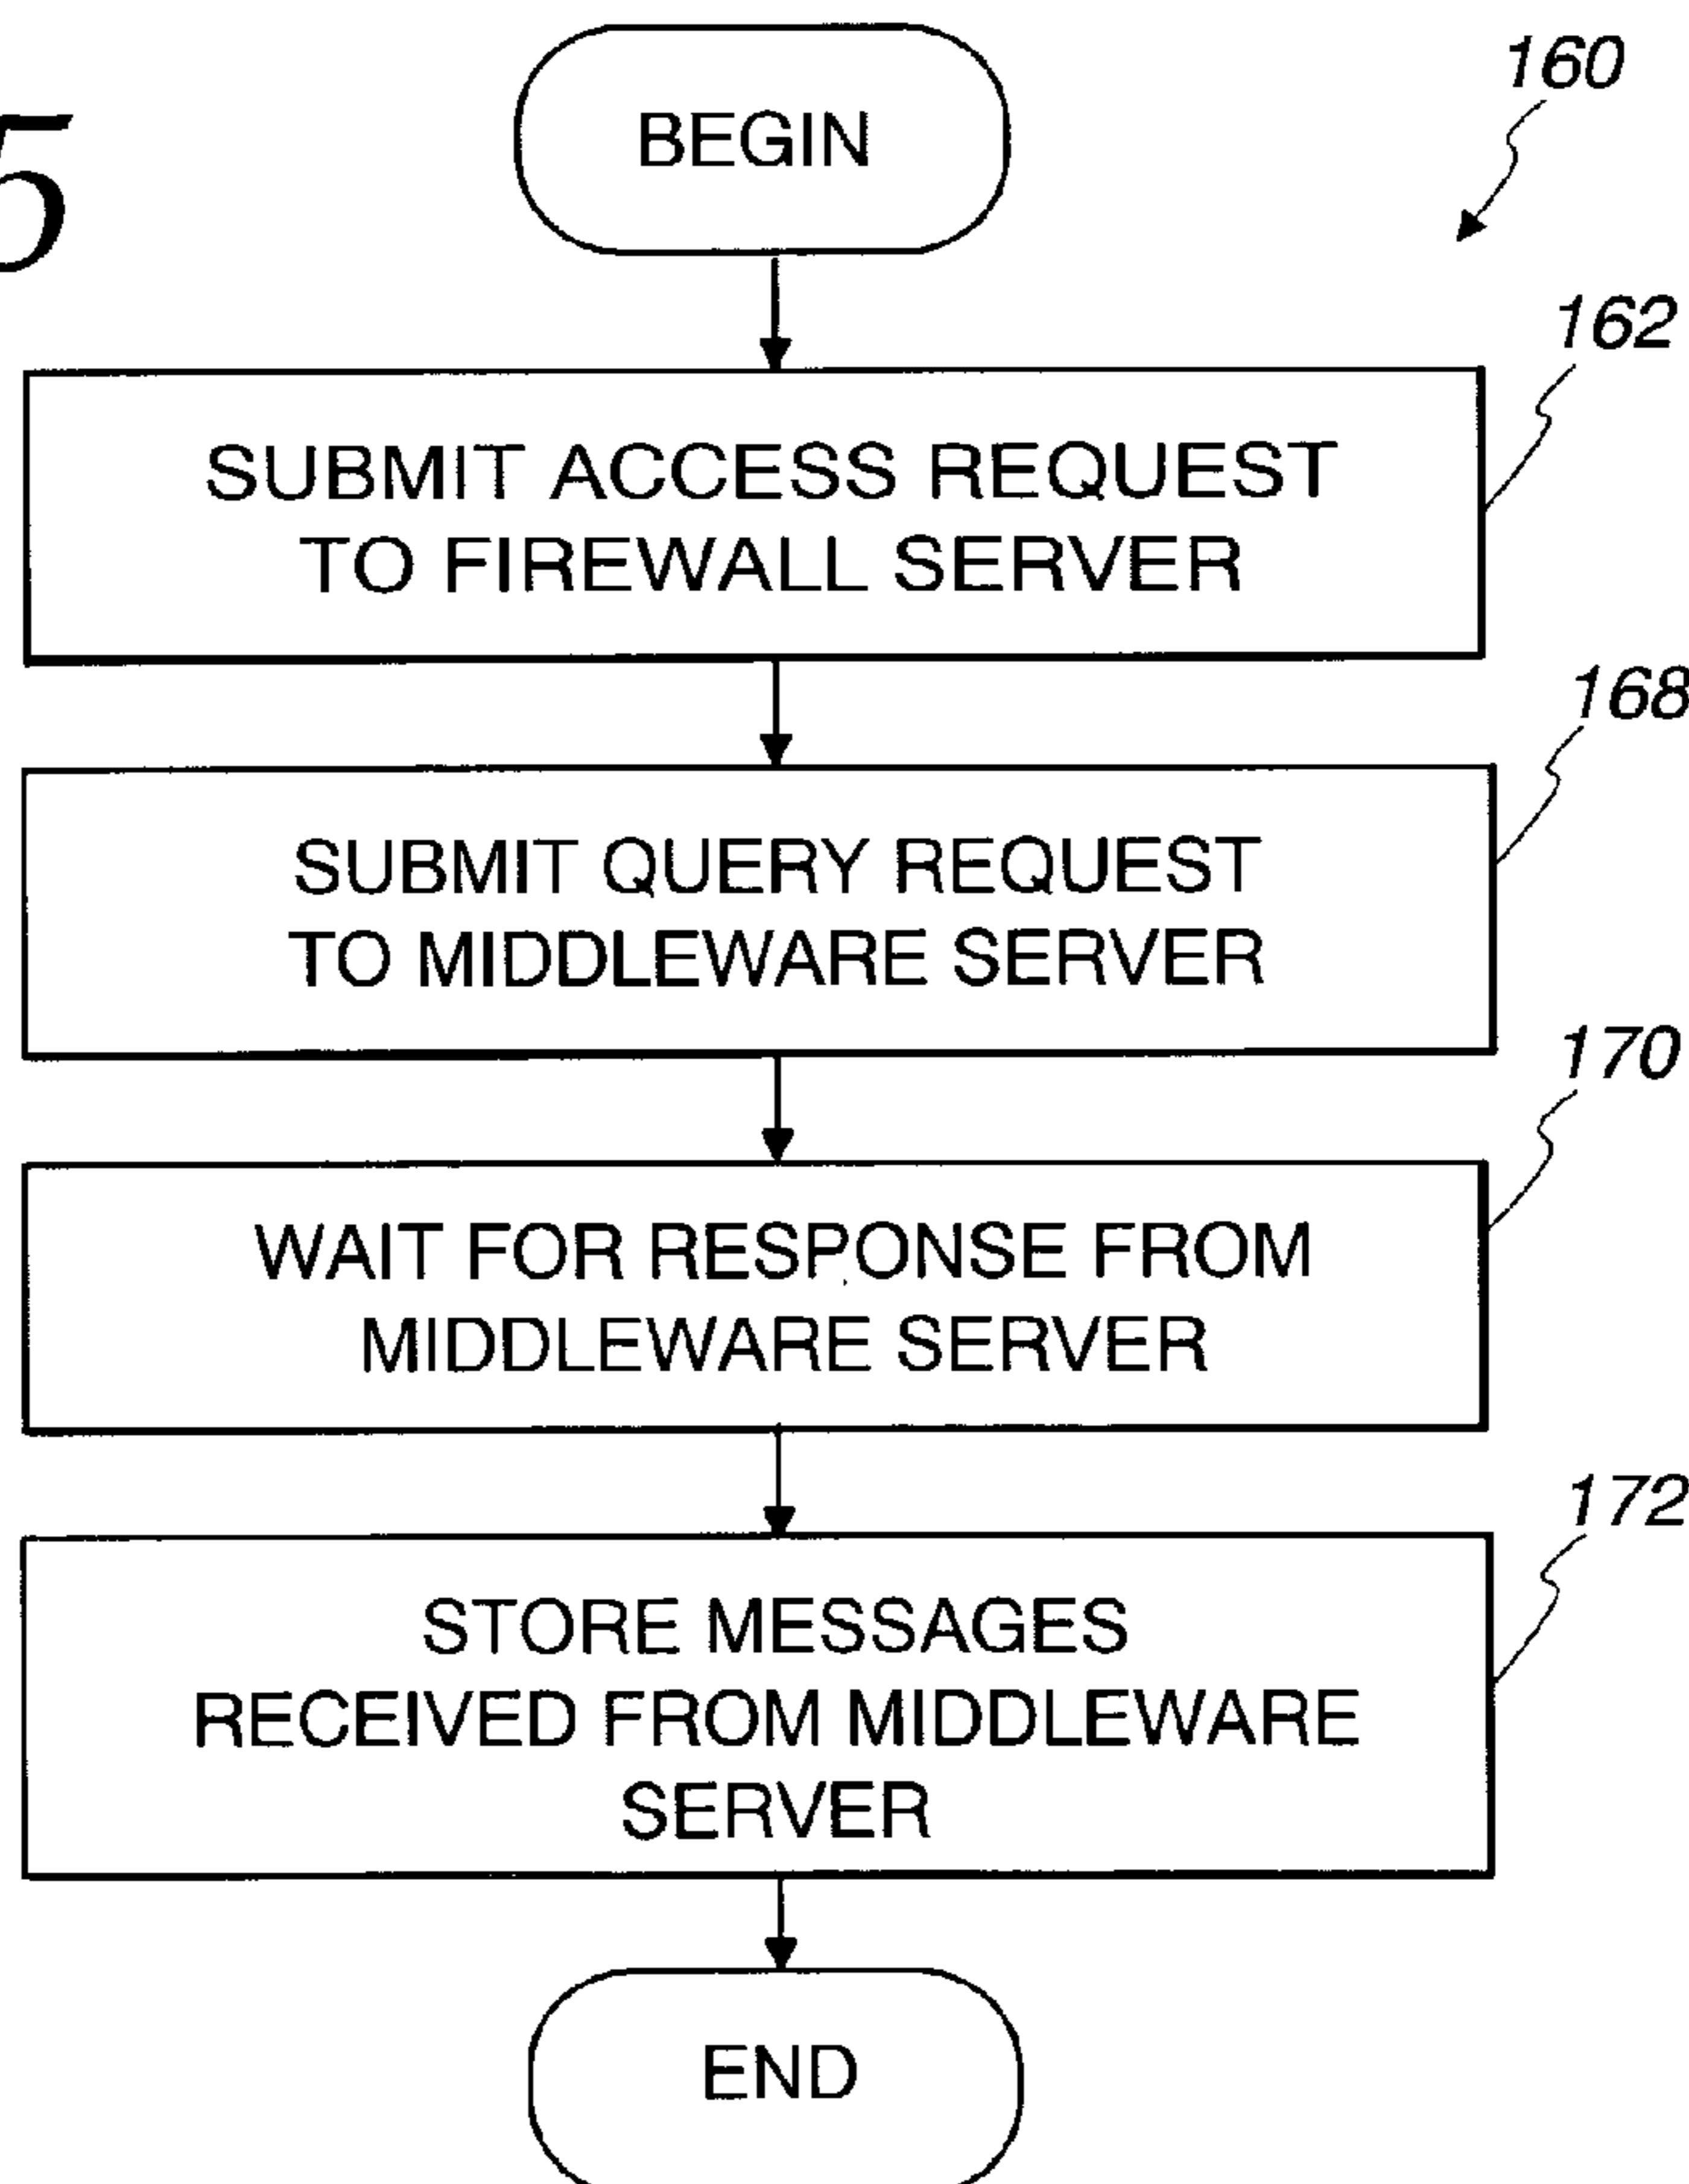 5
BEGIN
160
162
SUBMIT ACCESS REQUEST
TO FIREWALL SERVER
168
SUBMIT QUERY REQUEST
TO MIDDLEWARE SERVER
170
WAIT FOR RESPONSE FROM
MIDDLEWARE SERVER
172
STORE MESSAGES
RECEIVED FROM MIDDLEWARE
SERVER
END